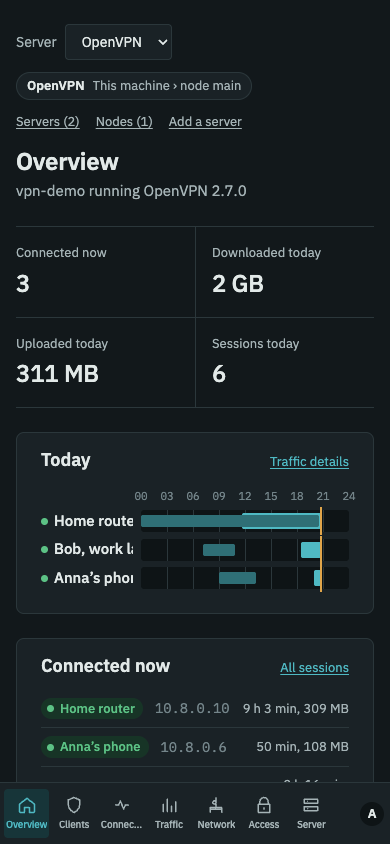 Server OpenVPN
OpenVPN This machine › node main
Servers (2) Nodes (1) Add a server
Overview
vpn-demo running OpenVPN 2.7.0
Connected now
3
Downloaded today
2 GB
Uploaded today
311 MB
Sessions today
6
Today Traffic details
00 03 06 09 12 15 18 21 24
Home route
Bob, work la
Anna's phon
Connected now All sessions
Home router 10.8.0.10 9 h 3 min, 309 MB
Anna's phone 10.8.0.6 50 min, 108 MB
Overview Clients Connec... Traffic Network Access Server A